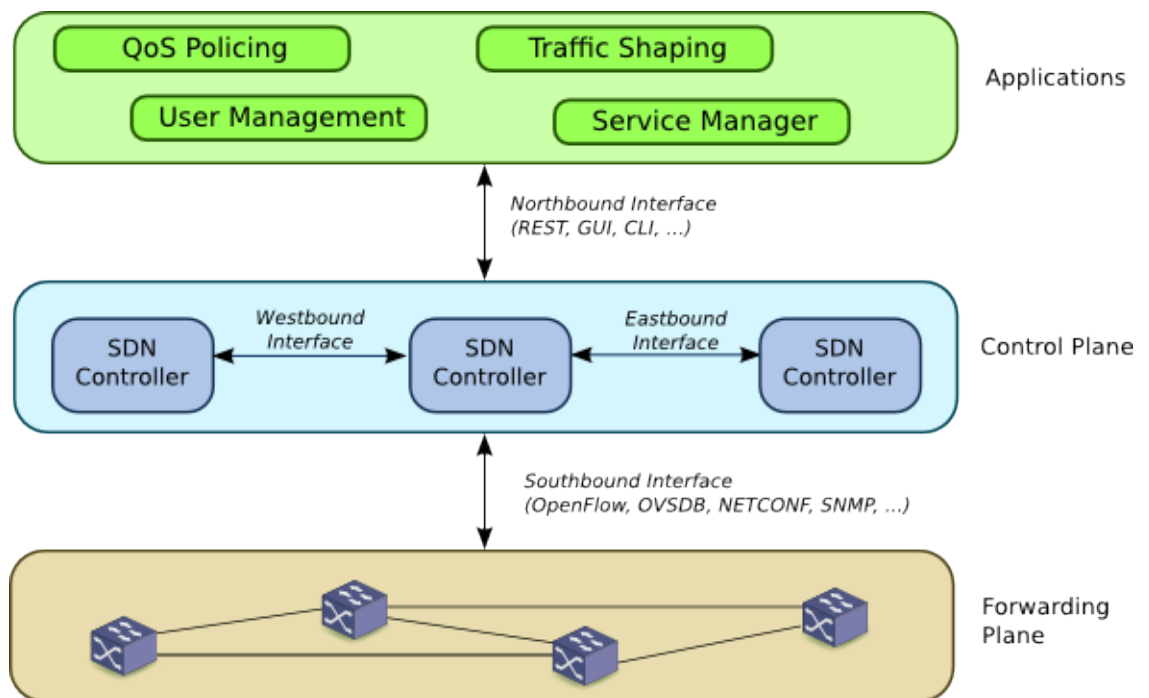 QoS Policing
Traffic Shaping
User Management
Service Manager
Applications
Northbound Interface
(REST, GUI, CLI, ...)
Westbound
Interface
Eastbound
Interface
SDN
Controller
SDN
Controller
SDN
Controller
Control Plane
Southbound Interface
(OpenFlow, OVSDB, NETCONF, SNMP, ...)
Forwarding
Plane